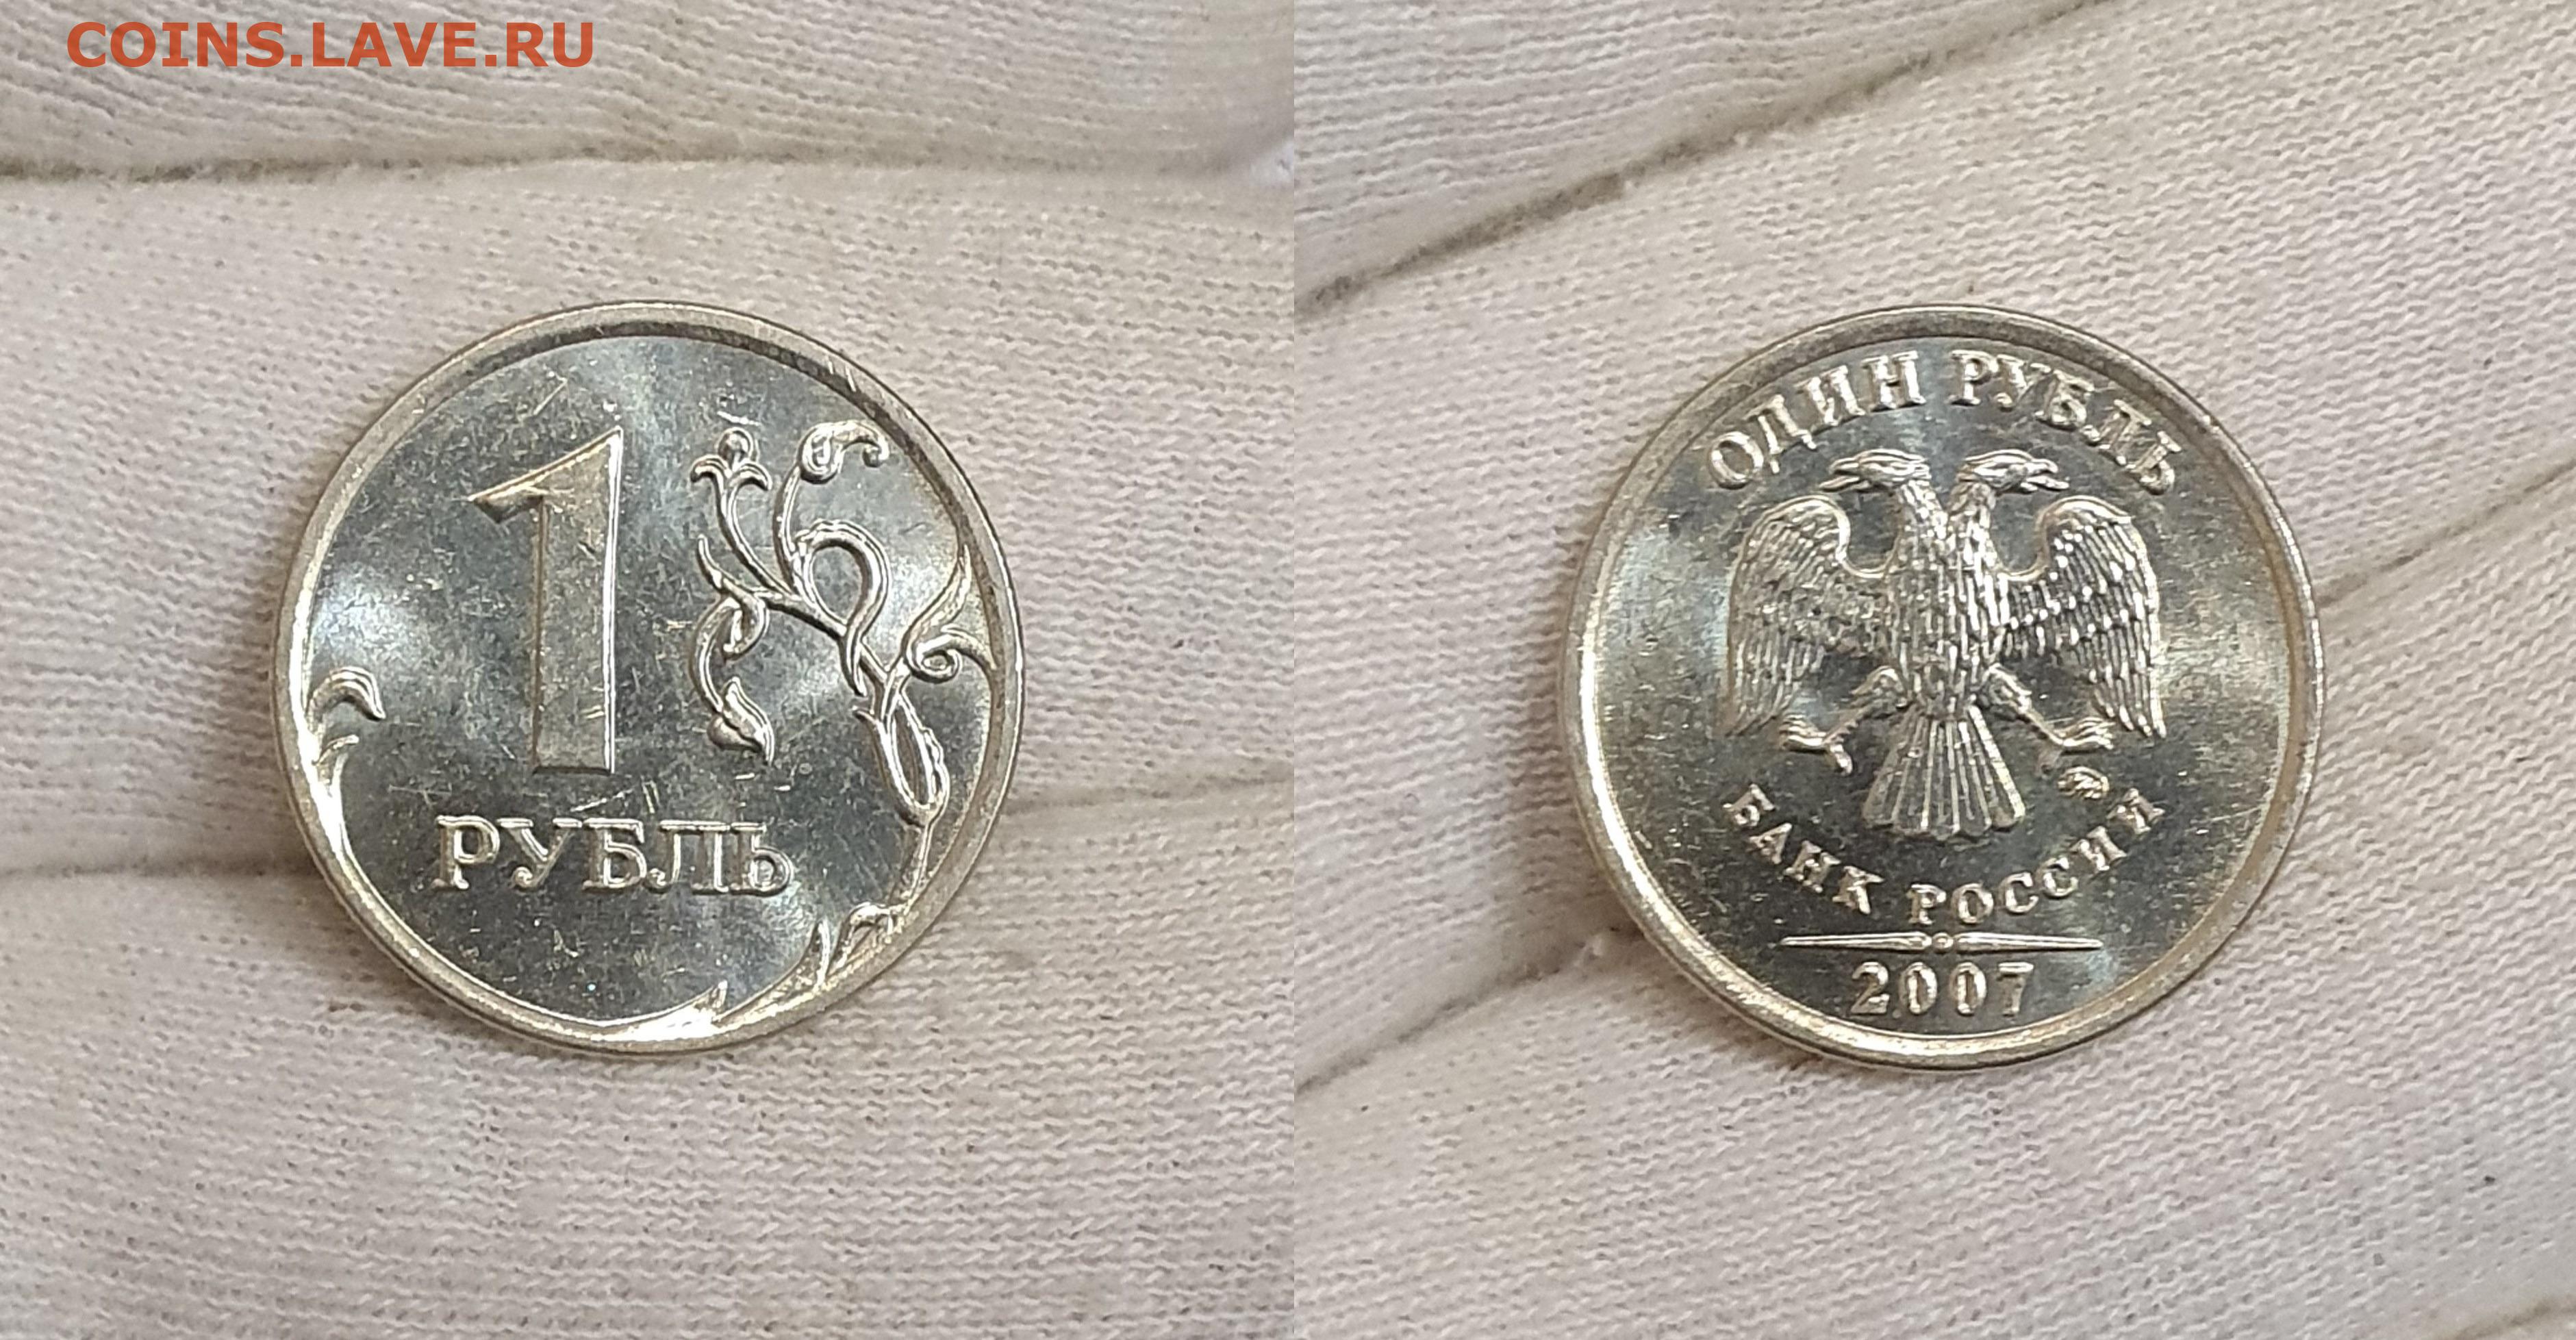 COINS.LAVE.RU
1
РУБЛЬ
ОДИН РУБЛЬ
БАНК РОССИИ
2007